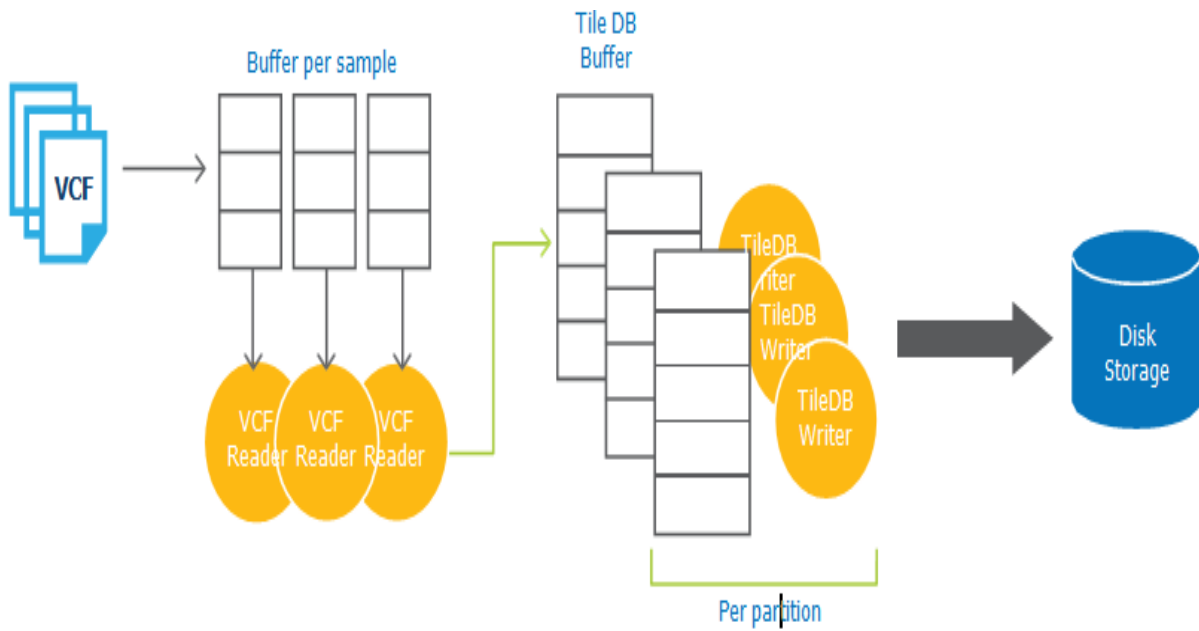 Tile DB
Buffer
Buffer per sample
VCF
VCF
Reader
VCF
Reader
VCF
Reader
TileDB
Writer
TileDB
Writer
Disk
Storage
Per partition